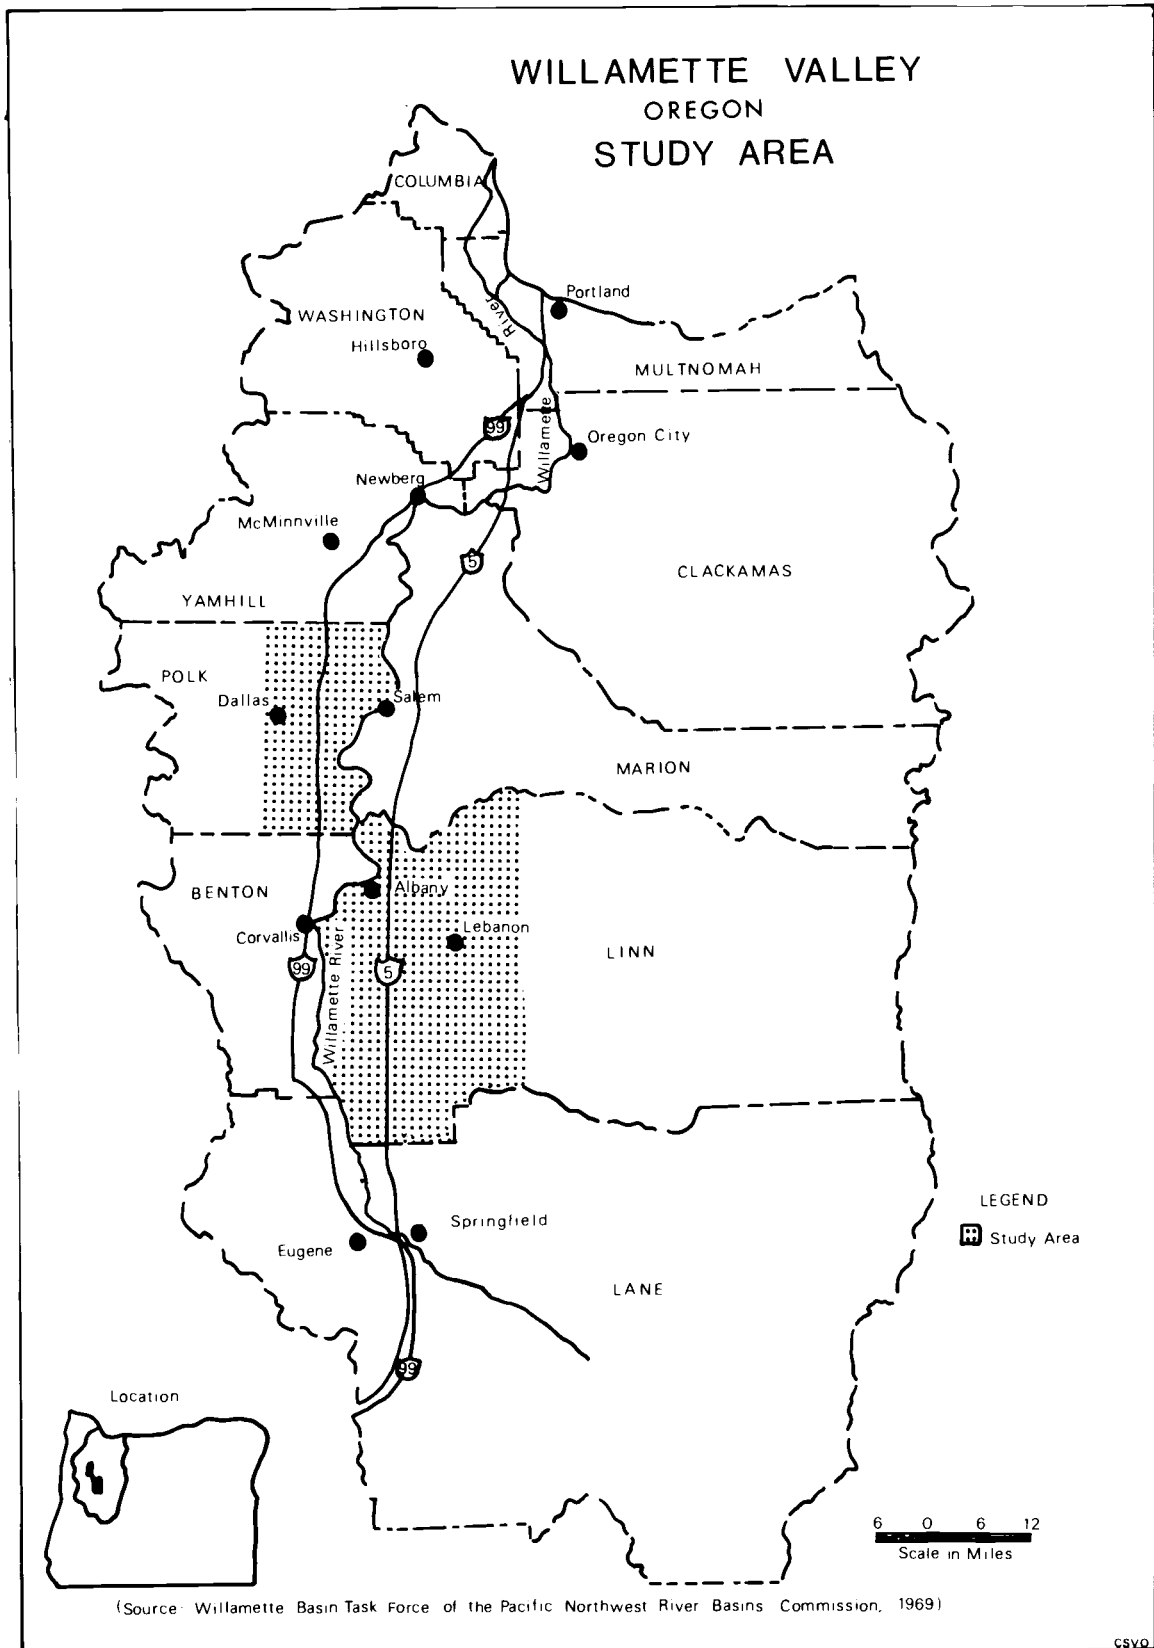 WILLAMETTE VALLEY
OREGON
STUDY AREA
COLUMBIA
Portland
River
WASHINGTON
Hillsboro
MULTNOMAH
99
Willamette
Oregon City
Newberg
McMinnville
5
CLACKAMAS
YAMHILL
POLK
Dallas
Salem
MARION
BENTON
Albany
Corvallis
Lebanon
LINN
99
Willamette River
5
LEGEND
Study Area
Springfield
Eugene
LANE
99
Location
6 0 6 12
Scale in Miles
(Source: Willamette Basin Task Force of the Pacific Northwest River Basins Commission, 1969)
CSVO